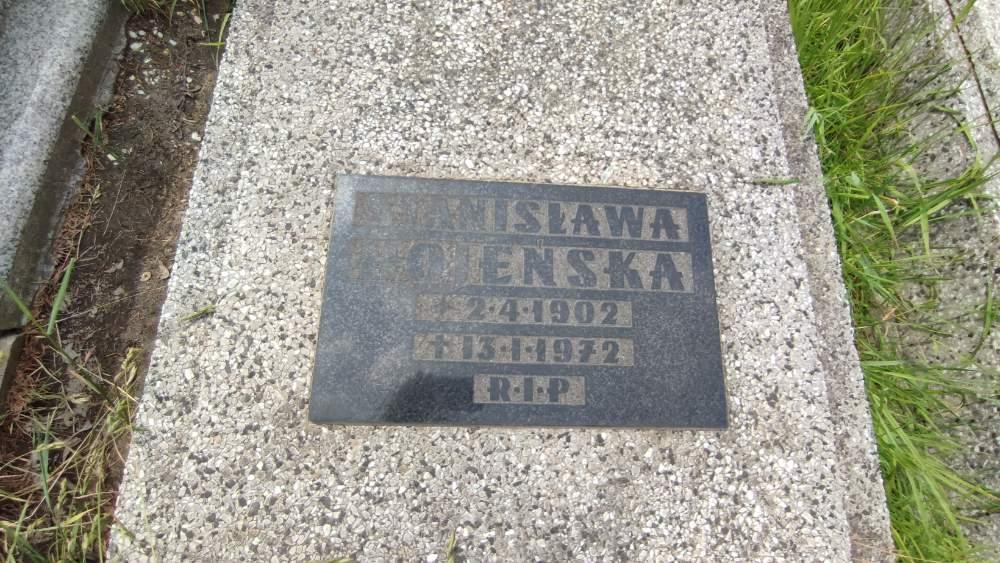 STANISŁAWA
* 2·4·1902
† 13·1·1972
R·I·P